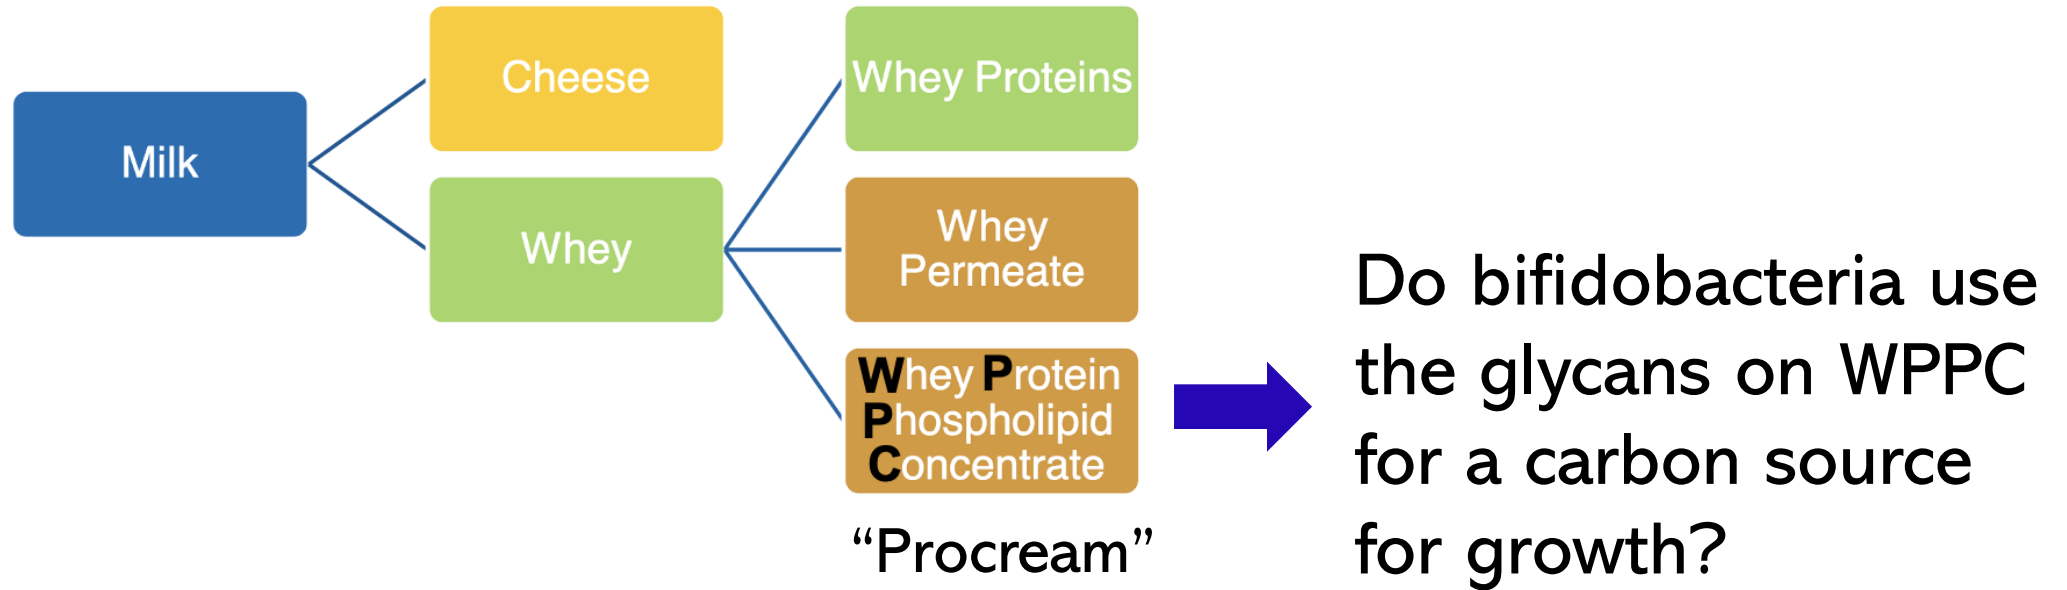 Milk
Cheese
Whey
Whey Proteins
Whey
Permeate
Whey Protein
Phospholipid
Concentrate
“Procream”
Do bifidobacteria use
the glycans on WPPC
for a carbon source
for growth?